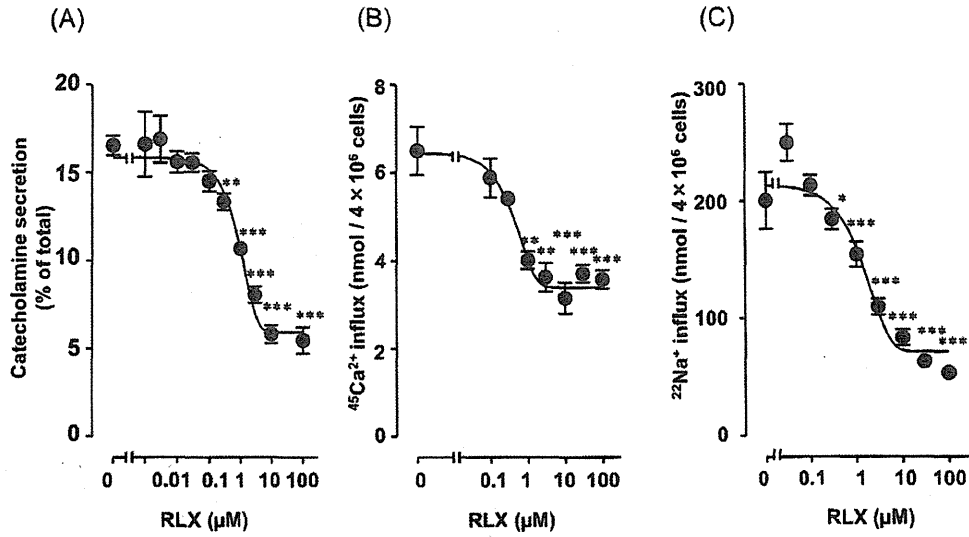 (A)
(B)
(C)
Catecholamine secretion
(% of total)
20
15
10
5
0
**
***
***
***
***
0 0.01 0.1 1 10 100
RLX (µM)
⁴⁵Ca²⁺ influx (nmol / 4 × 10⁶ cells)
8
6
4
2
0
**
**
***
***
***
0 0.1 1 10 100
RLX (µM)
²²Na⁺ influx (nmol / 4 × 10⁶ cells)
300
200
100
0
*
***
***
***
***
***
0 0.1 1 10 100
RLX (µM)